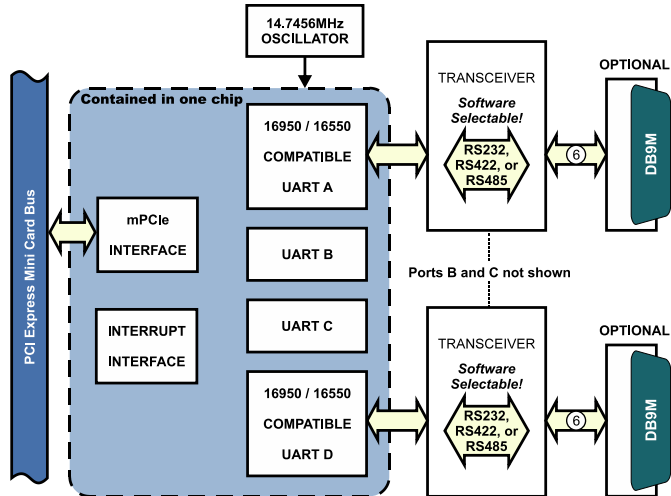 14.7456MHz
OSCILLATOR
PCI Express Mini Card Bus
Contained in one chip
mPCIe
INTERFACE
INTERRUPT
INTERFACE
16950 / 16550
COMPATIBLE
UART A
UART B
UART C
16950 / 16550
COMPATIBLE
UART D
TRANSCEIVER
Software
Selectable!
RS232,
RS422, or
RS485
6
OPTIONAL
DB9M
Ports B and C not shown
TRANSCEIVER
Software
Selectable!
RS232,
RS422, or
RS485
6
OPTIONAL
DB9M